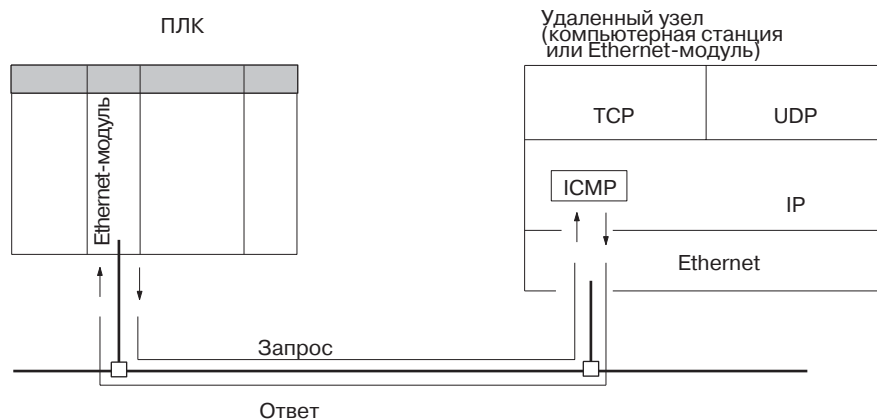 ПЛК
Удаленный узел
(компьютерная станция
или Ethernet-модуль)
Ethernet-модуль
TCP
UDP
ICMP
IP
Ethernet
Запрос
Ответ